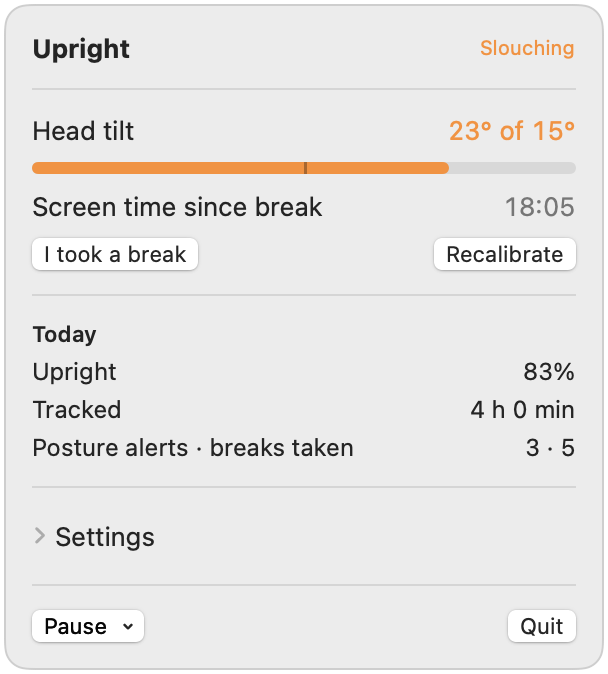 Upright Slouching
Head tilt 23° of 15°
Screen time since break 18:05
I took a break Recalibrate
Today
Upright 83%
Tracked 4 h 0 min
Posture alerts · breaks taken 3 · 5
Settings
Pause Quit